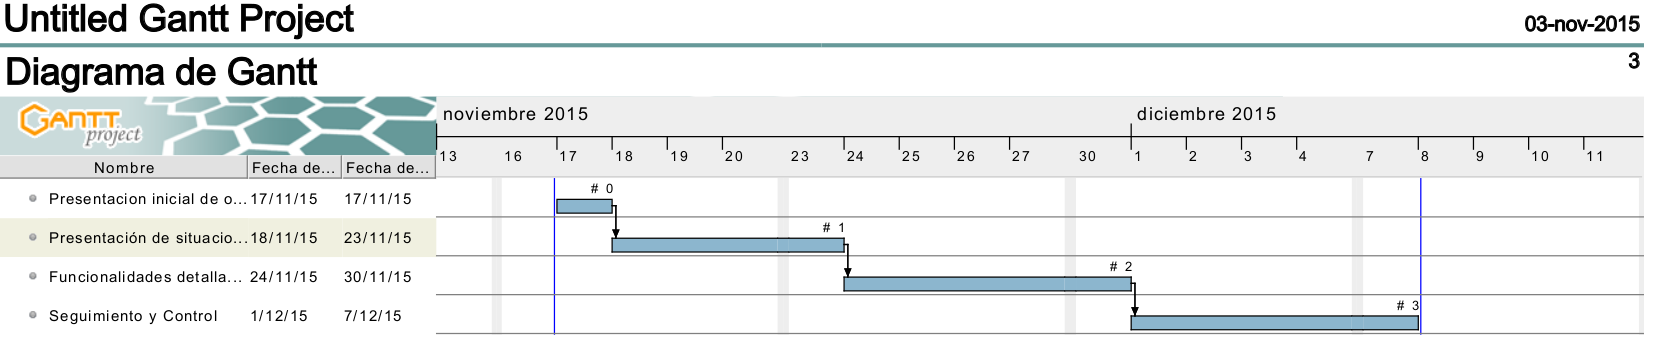 Untitled Gantt Project
03-nov-2015
Diagrama de Gantt
3
GANTT
project
noviembre 2015
diciembre 2015
13 16 17 18 19 20 23 24 25 26 27 30 1 2 3 4 7 8 9 10 11
Nombre Fecha de... Fecha de...
Presentacion inicial de o... 17/11/15 17/11/15 # 0
Presentación de situacio... 18/11/15 23/11/15 # 1
Funcionalidades detalla... 24/11/15 30/11/15 # 2
Seguimiento y Control 1/12/15 7/12/15 # 3